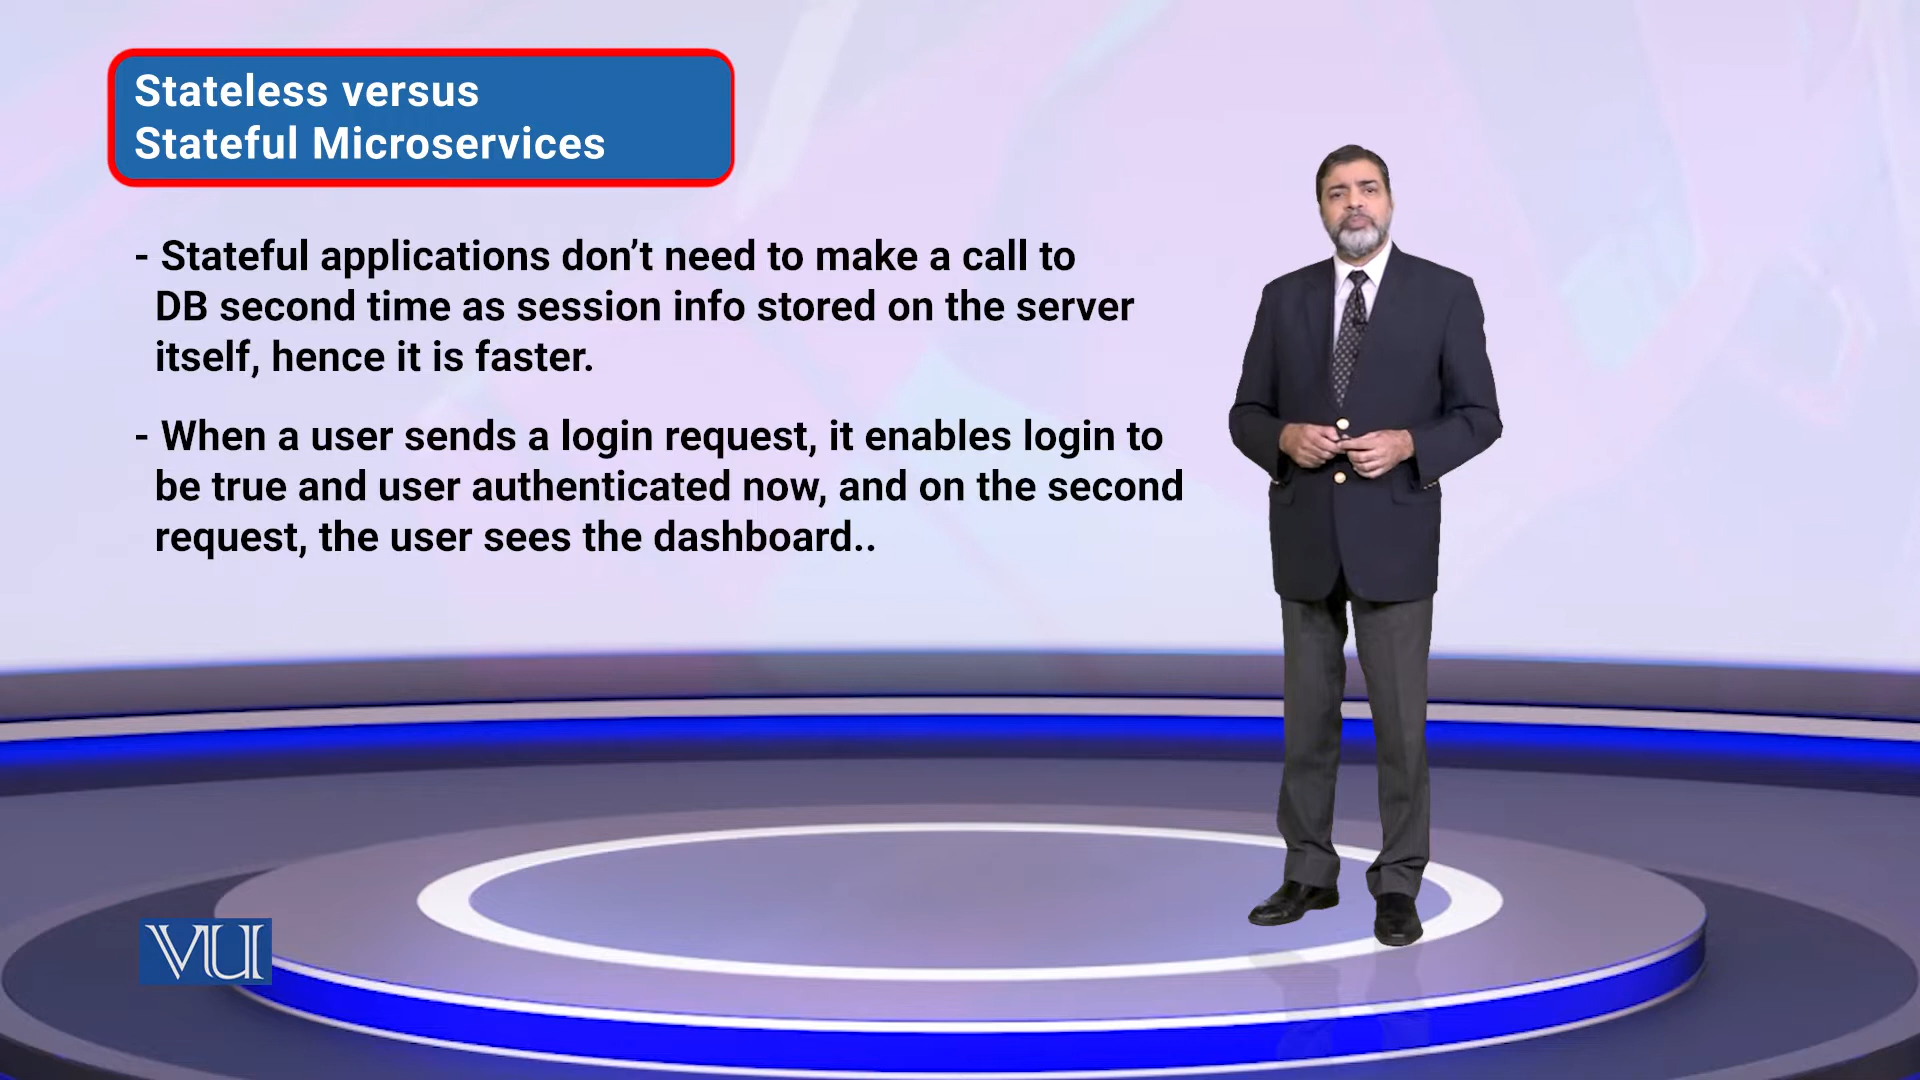 Stateless versus
Stateful Microservices
- Stateful applications don’t need to make a call to
DB second time as session info stored on the server
itself, hence it is faster.
- When a user sends a login request, it enables login to
be true and user authenticated now, and on the second
request, the user sees the dashboard..
VU